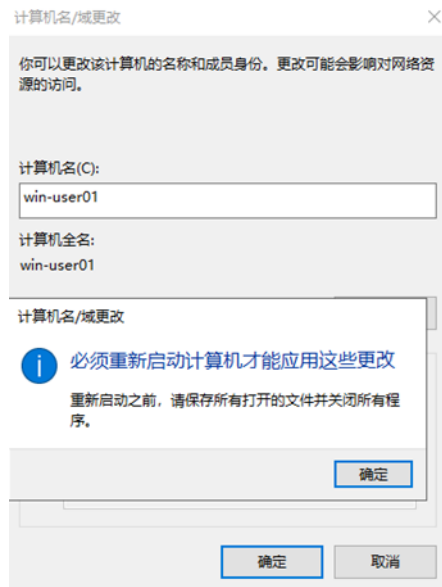 计算机名/域更改
你可以更改该计算机的名称和成员身份。更改可能会影响对网络资
源的访问。
计算机名(C):
win-user01
计算机全名:
win-user01
计算机名/域更改
必须重新启动计算机才能应用这些更改
重新启动之前，请保存所有打开的文件并关闭所有程
序。
确定
确定
取消